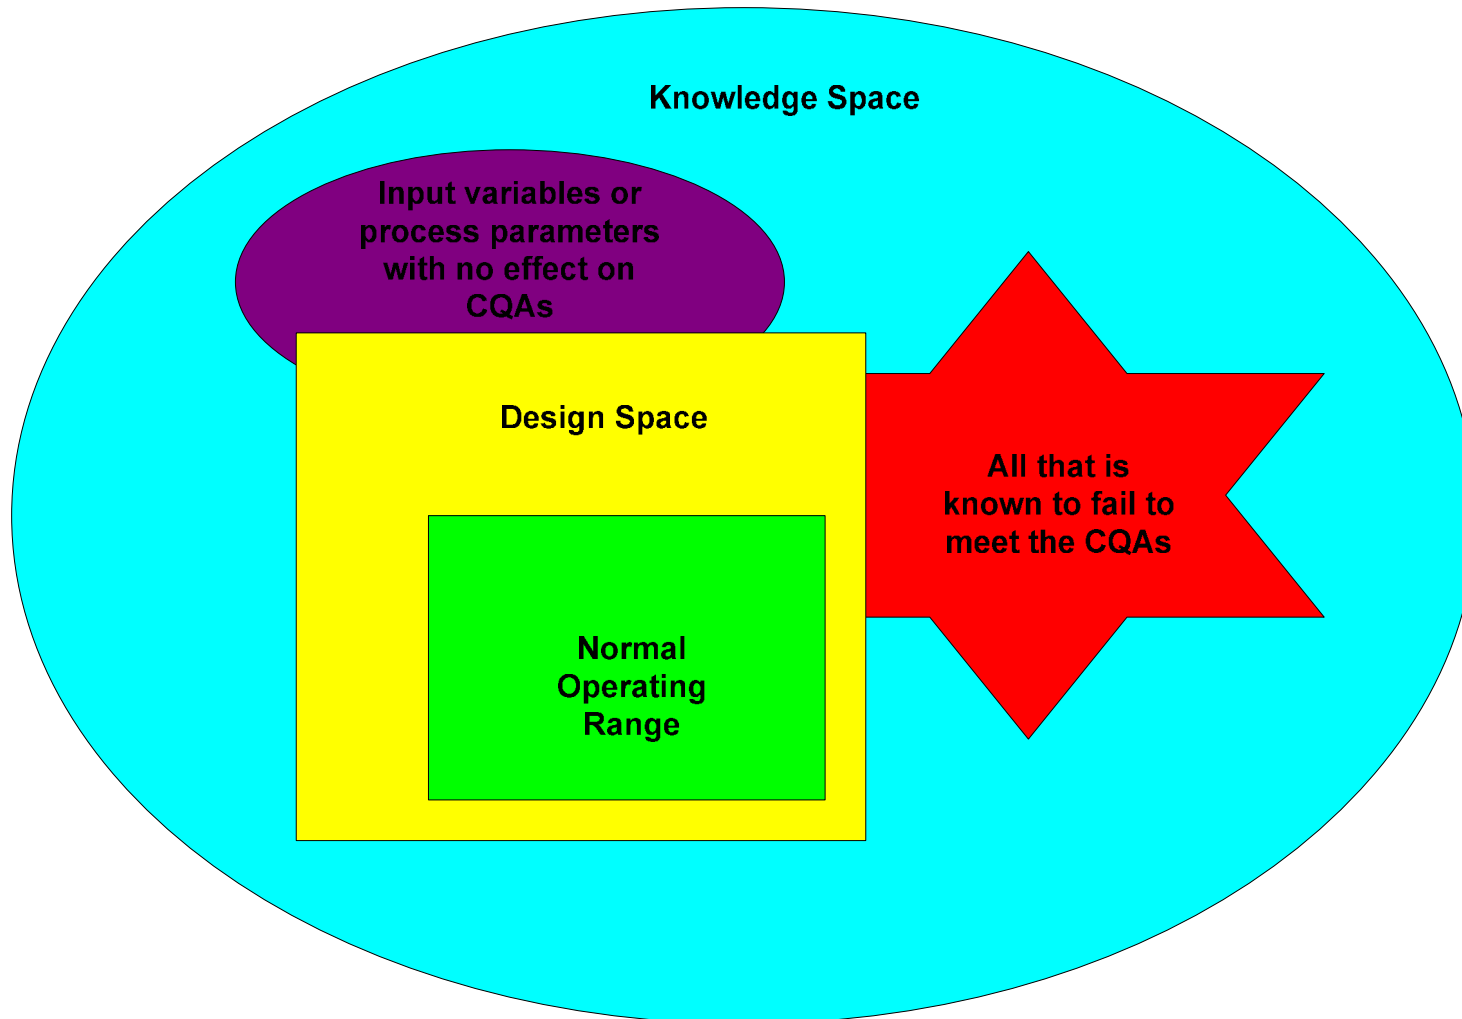 Knowledge Space
Input variables or
process parameters
with no effect on
CQAs
Design Space
All that is
known to fail to
meet the CQAs
Normal
Operating
Range